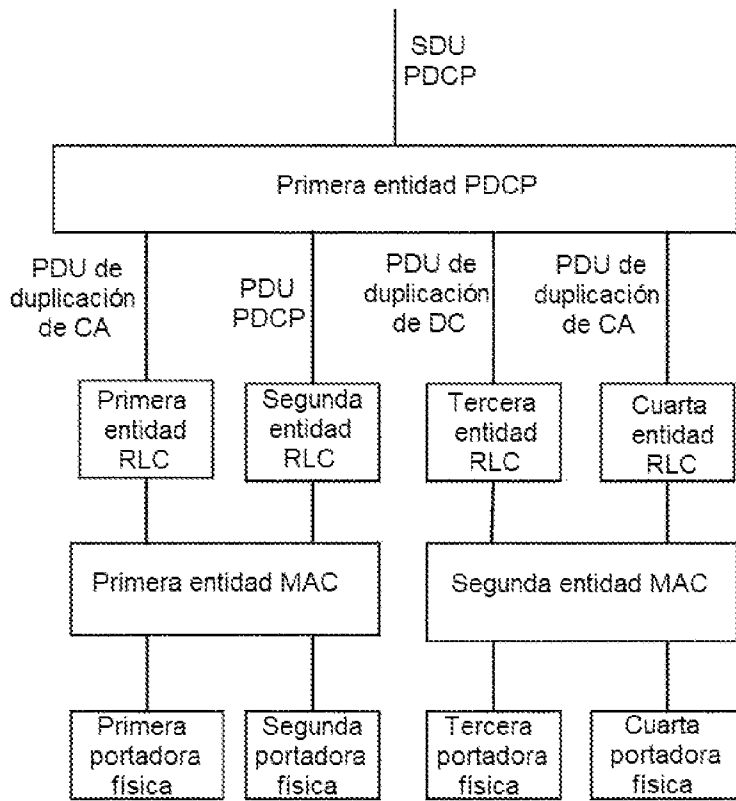 SDU
PDCP
Primera entidad PDCP
PDU de
duplicación
de CA
PDU
PDCP
PDU de
duplicación
de DC
PDU de
duplicación
de CA
Primera
entidad
RLC
Segunda
entidad
RLC
Tercera
entidad
RLC
Cuarta
entidad
RLC
Primera entidad MAC
Segunda entidad MAC
Primera
portadora
física
Segunda
portadora
física
Tercera
portadora
física
Cuarta
portadora
física